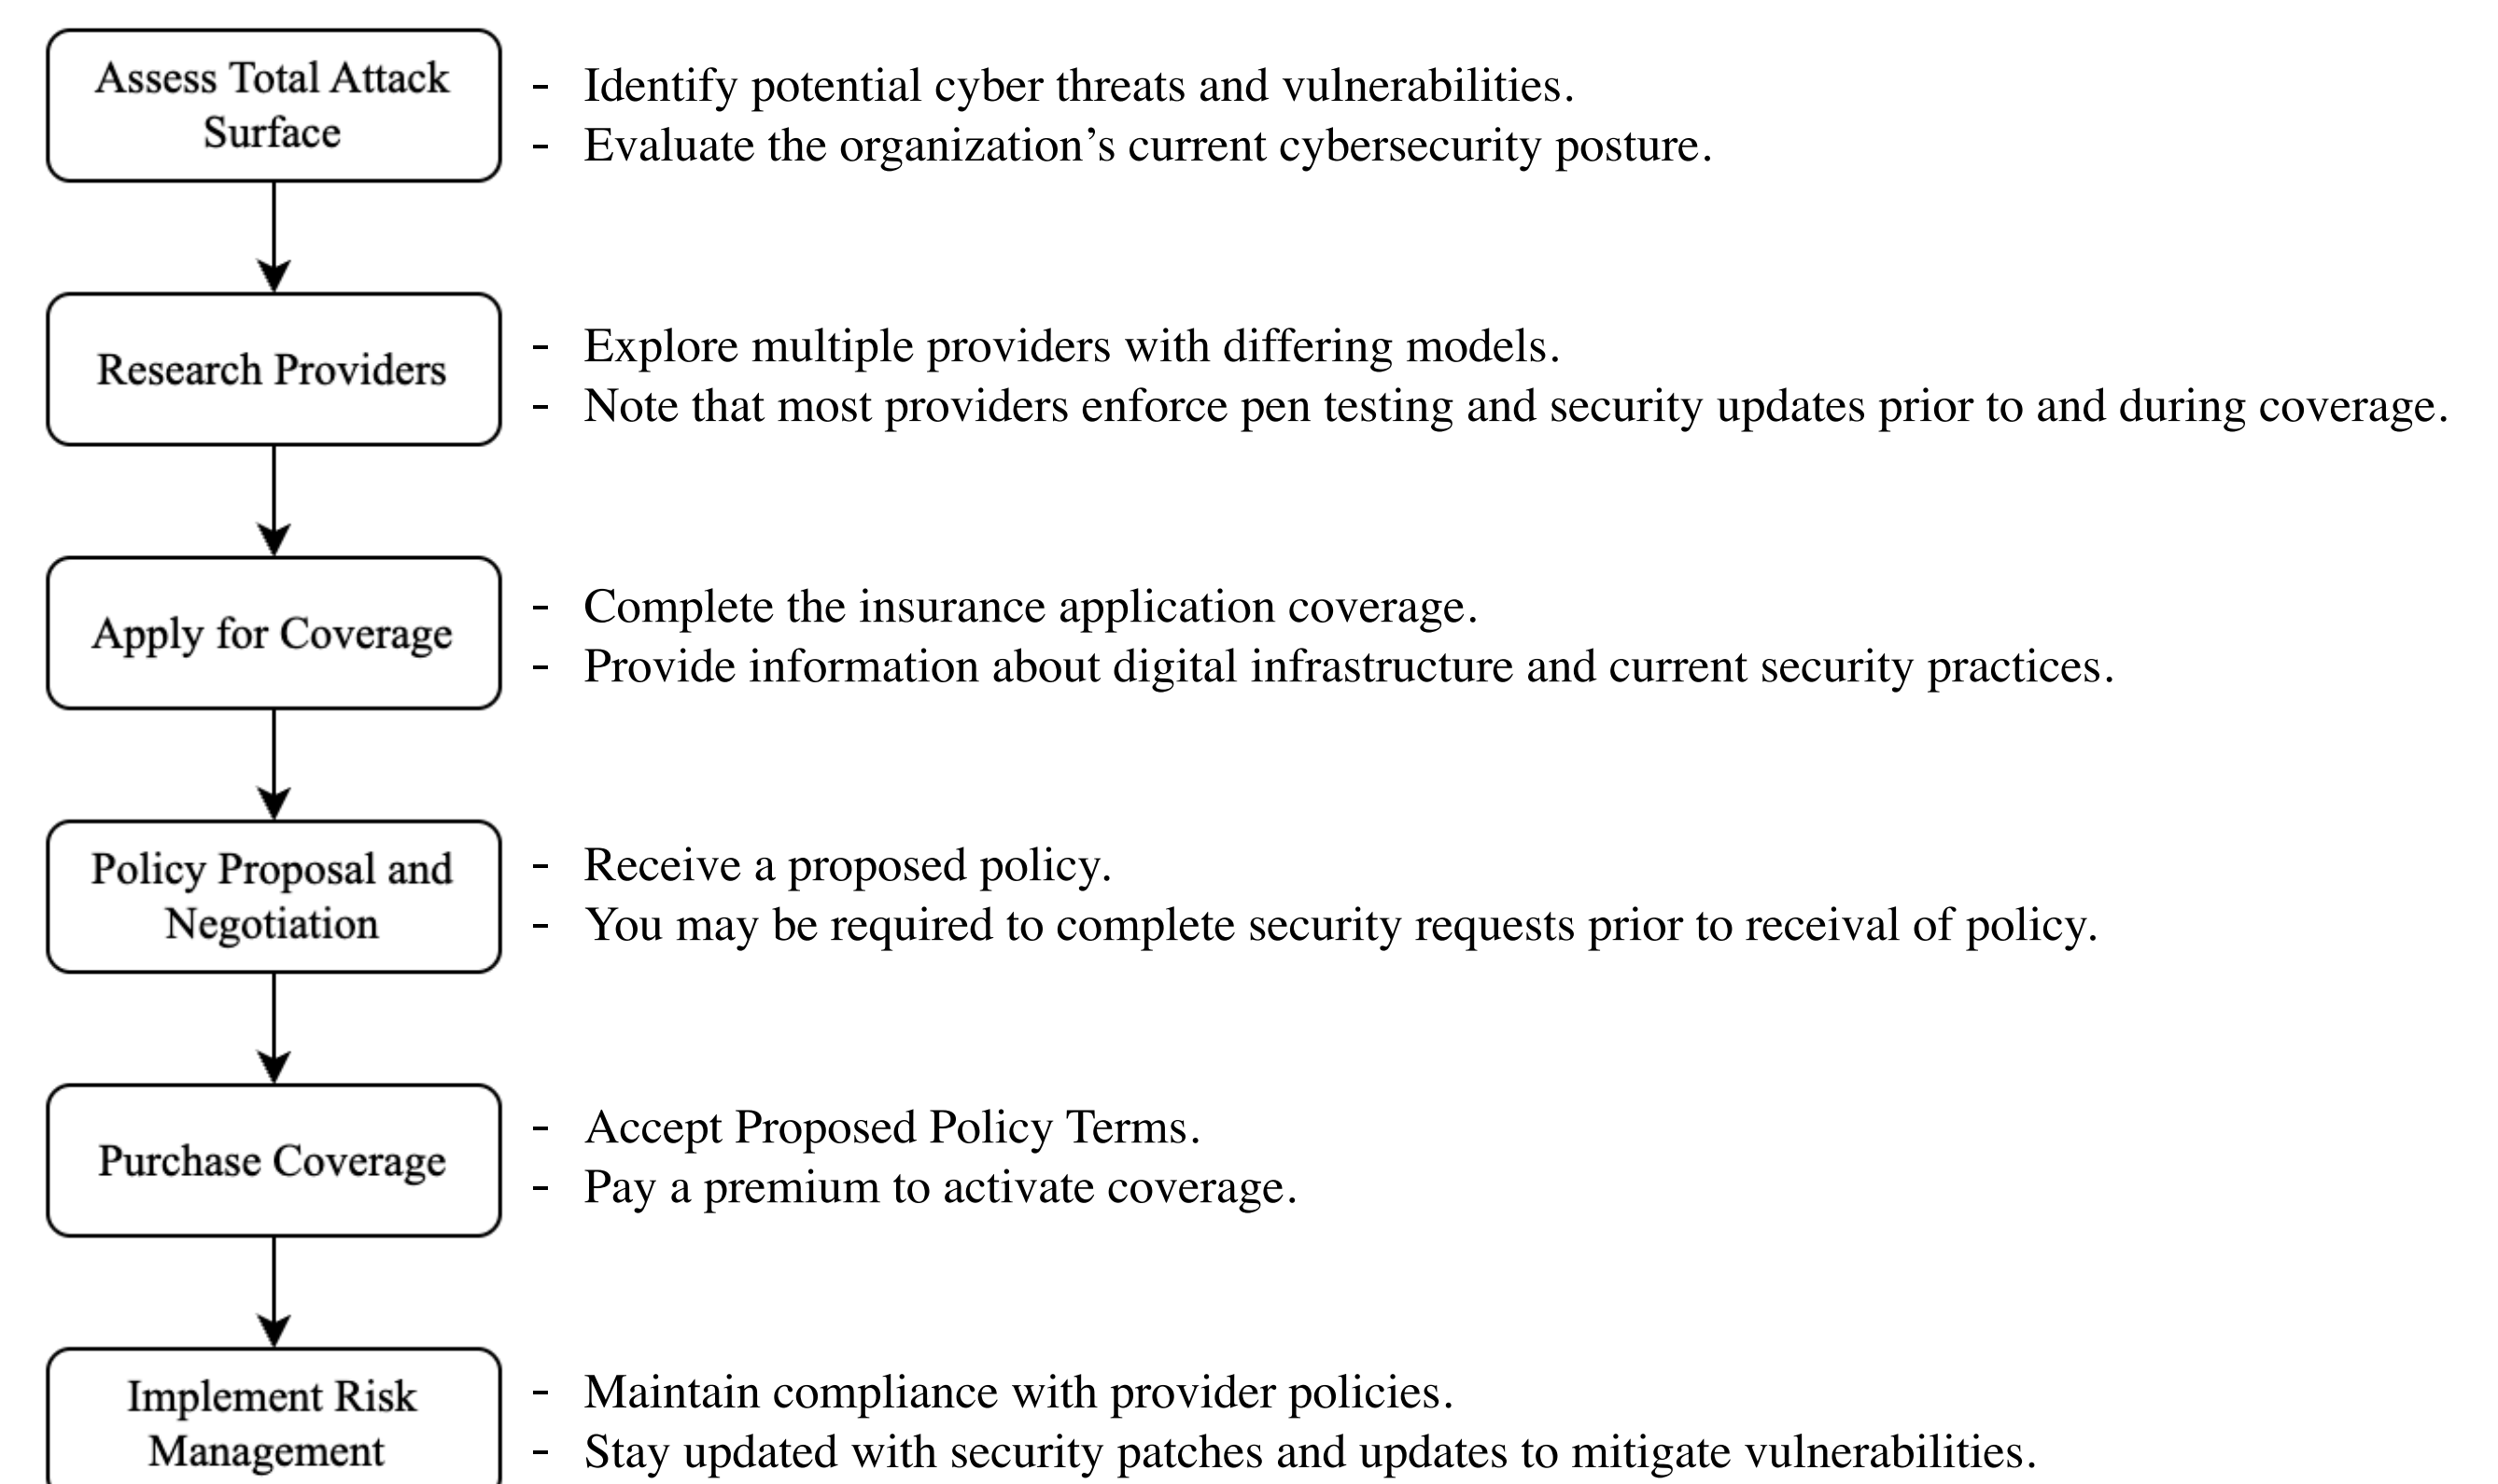 Assess Total Attack
Surface
- Identify potential cyber threats and vulnerabilities.
- Evaluate the organization’s current cybersecurity posture.
Research Providers
- Explore multiple providers with differing models.
- Note that most providers enforce pen testing and security updates prior to and during coverage.
Apply for Coverage
- Complete the insurance application coverage.
- Provide information about digital infrastructure and current security practices.
Policy Proposal and
Negotiation
- Receive a proposed policy.
- You may be required to complete security requests prior to receival of policy.
Purchase Coverage
- Accept Proposed Policy Terms.
- Pay a premium to activate coverage.
Implement Risk
Management
- Maintain compliance with provider policies.
- Stay updated with security patches and updates to mitigate vulnerabilities.